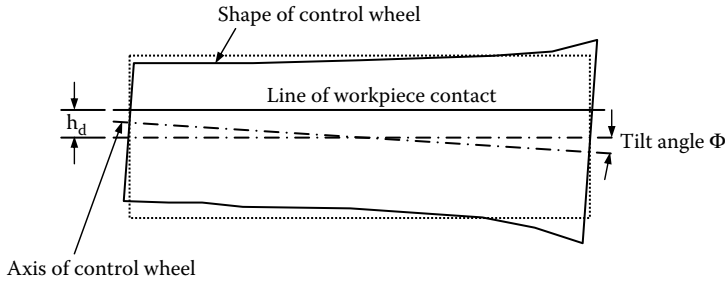 Shape of control wheel
Line of workpiece contact
h_d
Tilt angle Φ
Axis of control wheel